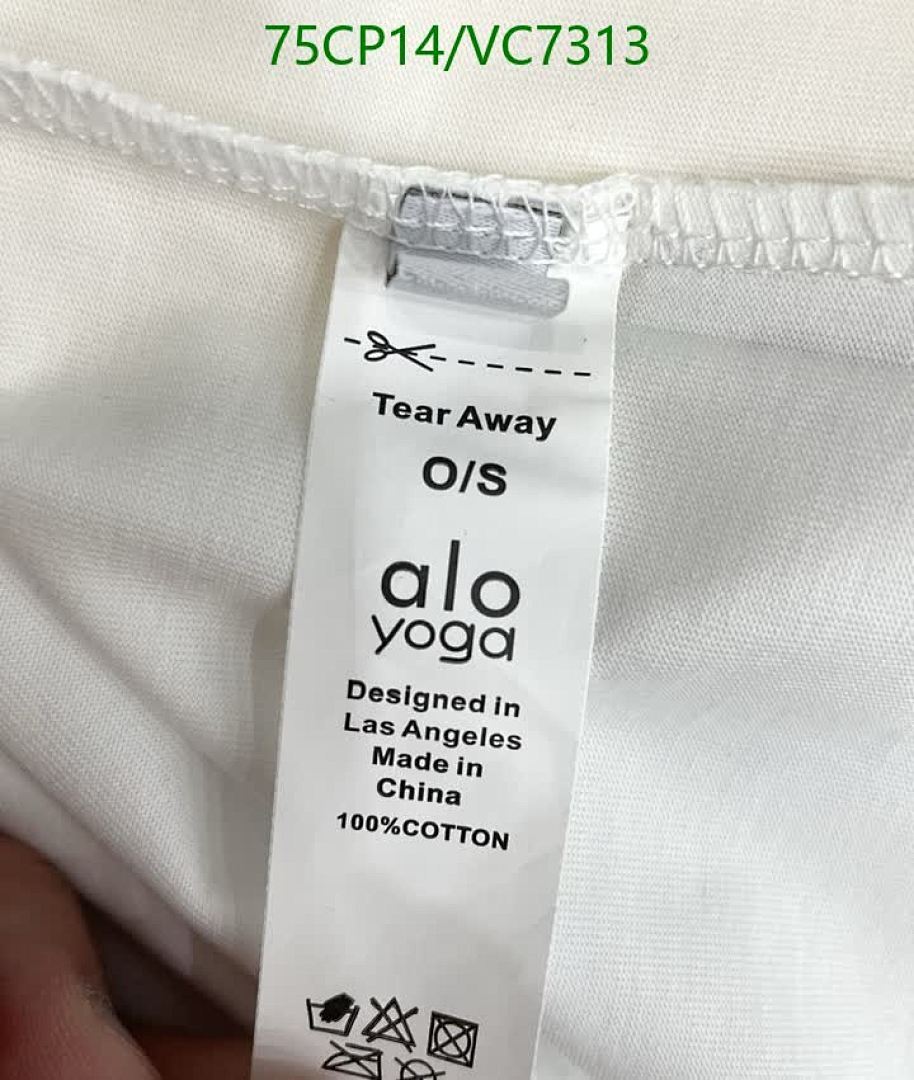 75CP14/VC7313
Tear Away
O/S
alo
yoga
Designed in
Las Angeles
Made in
China
100%COTTON